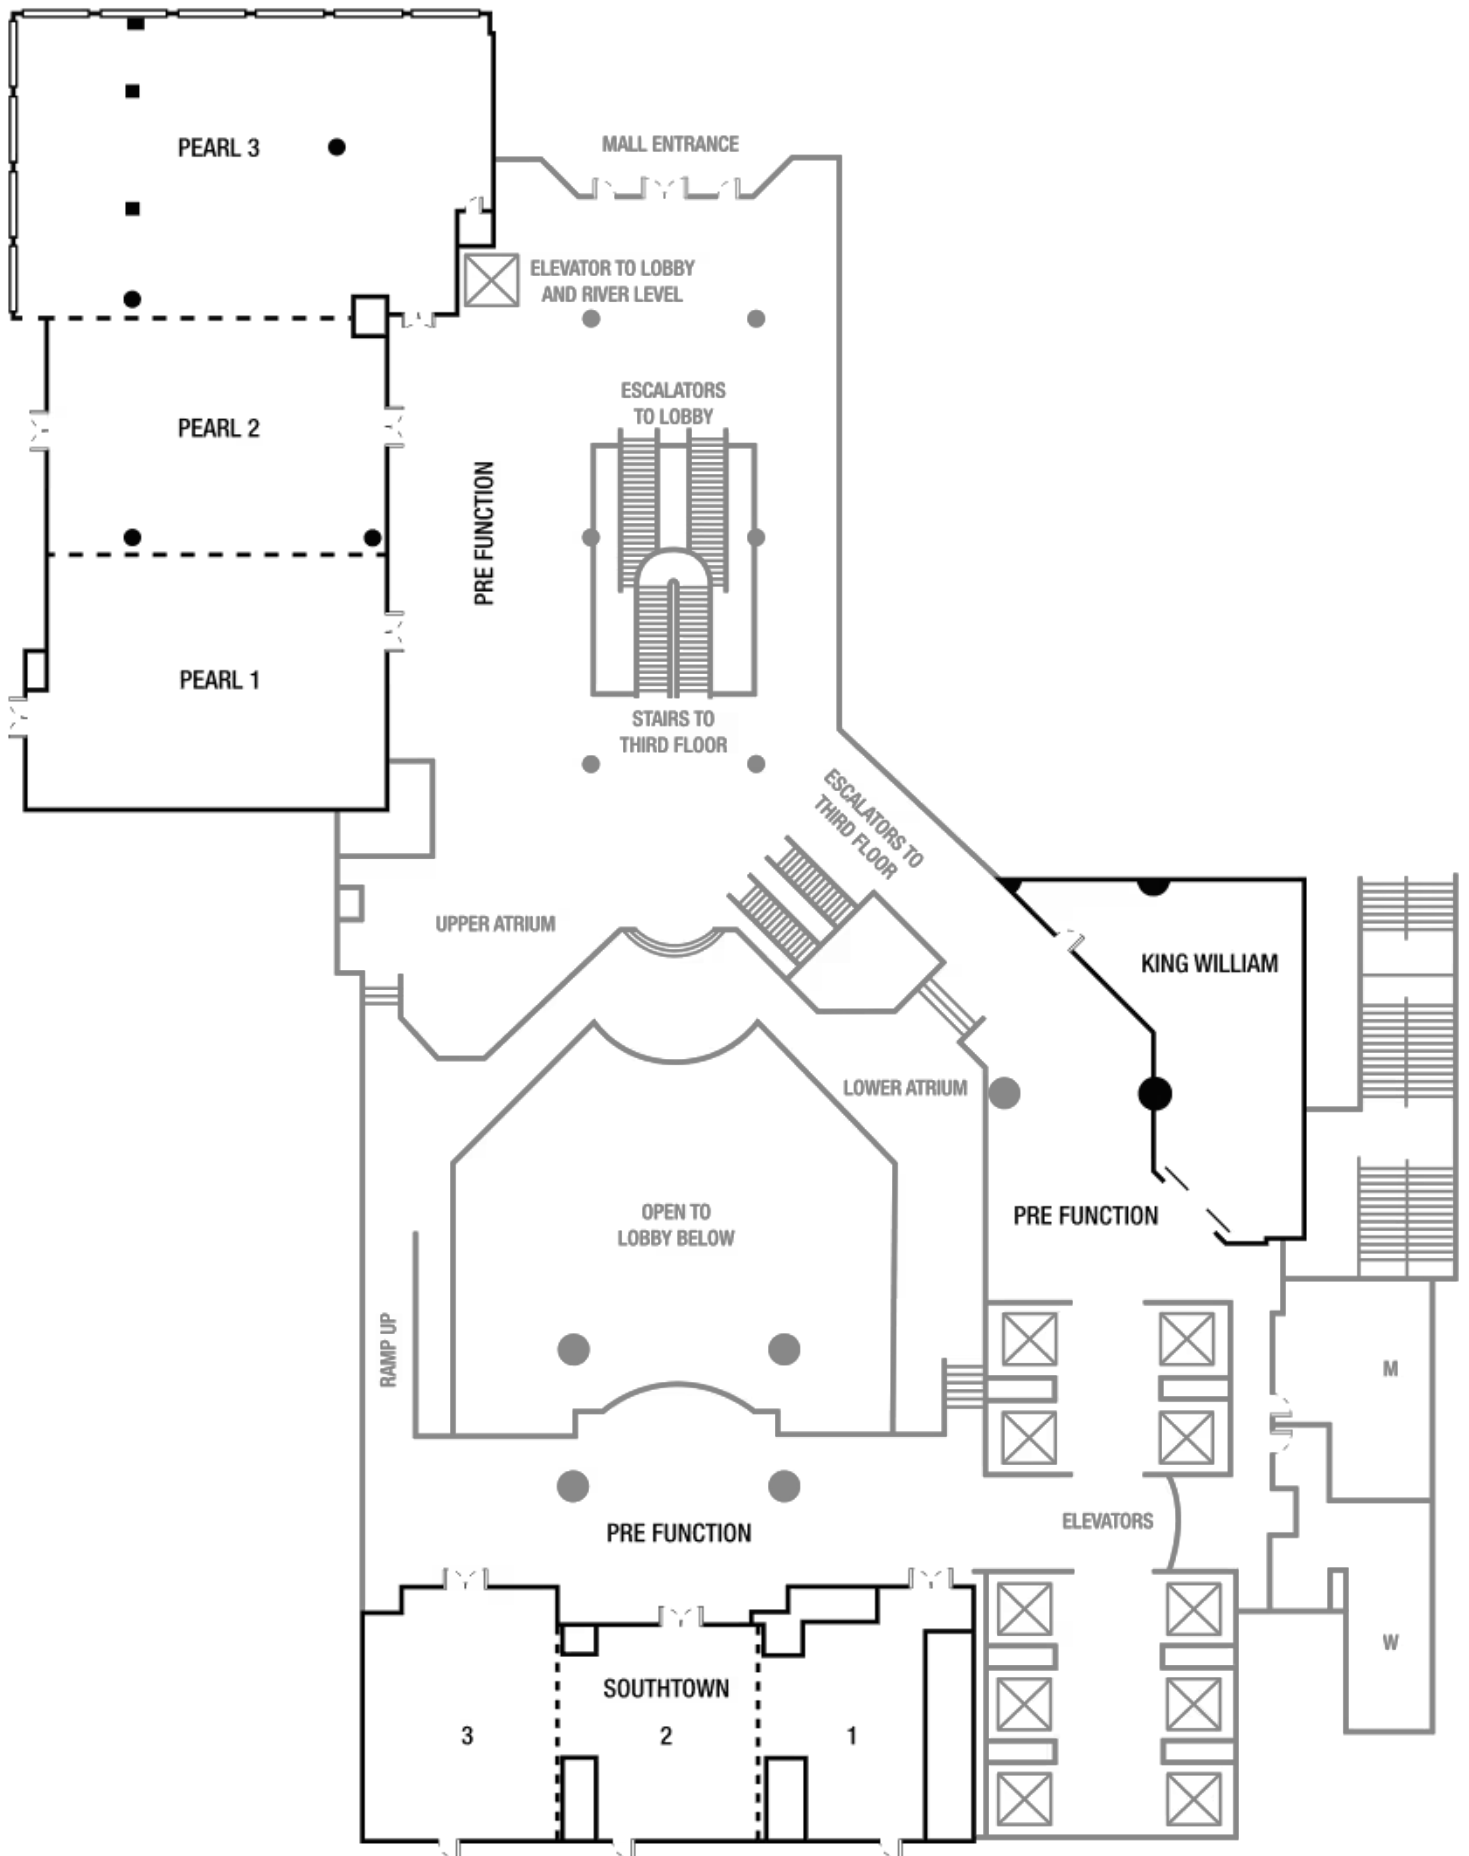 MALL ENTRANCE
PEARL 3
ELEVATOR TO LOBBY
AND RIVER LEVEL
ESCALATORS
TO LOBBY
PEARL 2
PRE FUNCTION
PEARL 1
STAIRS TO
THIRD FLOOR
ESCALATORS TO
THIRD FLOOR
UPPER ATRIUM
KING WILLIAM
LOWER ATRIUM
OPEN TO
LOBBY BELOW
PRE FUNCTION
RAMP UP
M
ELEVATORS
PRE FUNCTION
W
SOUTHTOWN
3
2
1